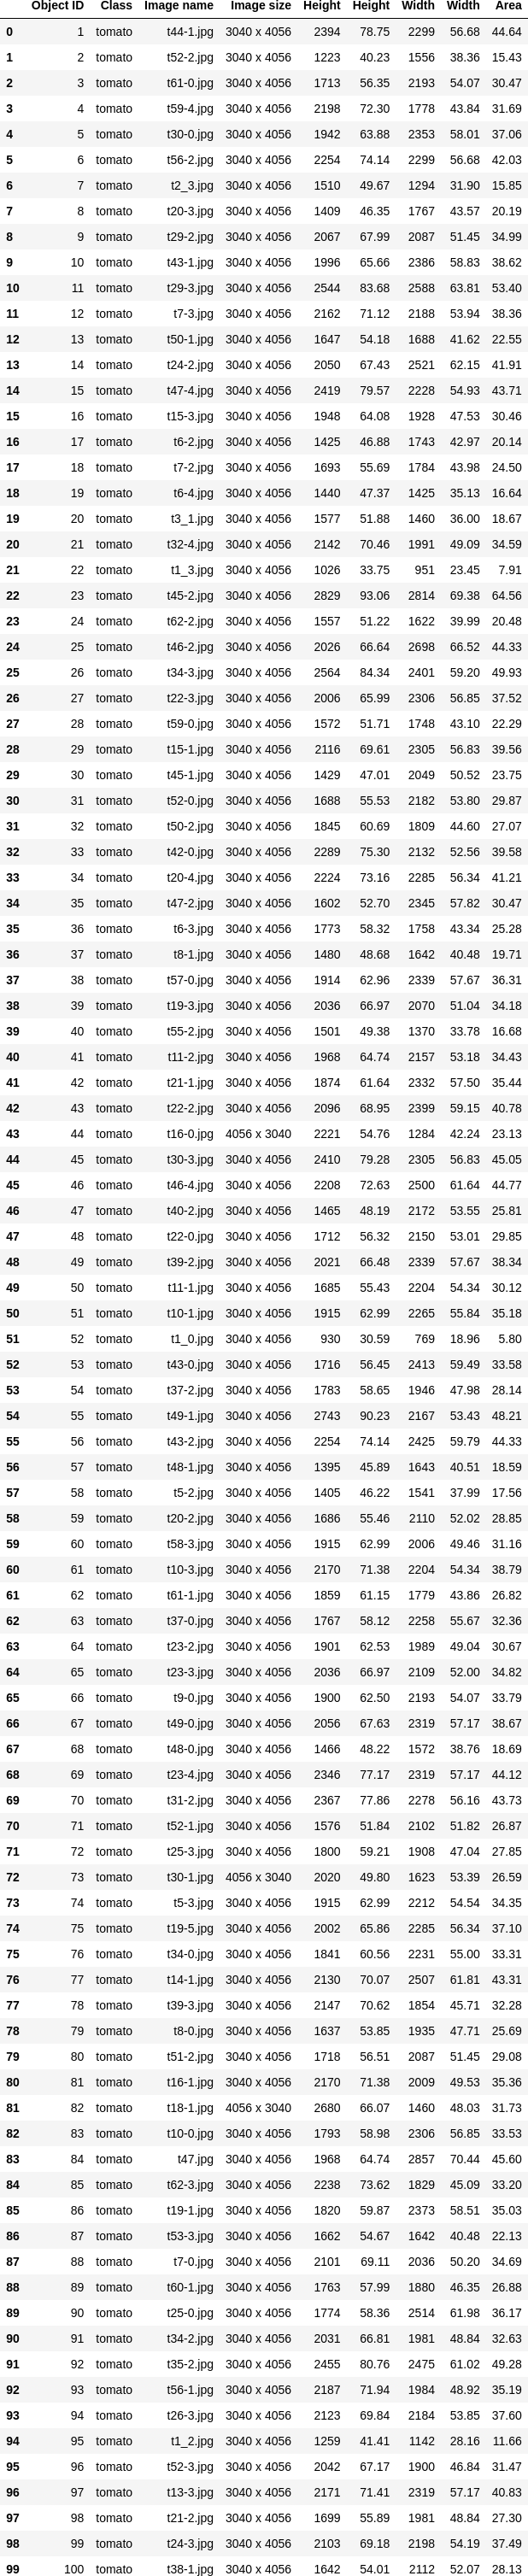 Object ID Class Image name Image size Height Height Width Width Area
0 1 tomato t44-1.jpg 3040 x 4056 2394 78.75 2299 56.68 44.64
1 2 tomato t52-2.jpg 3040 x 4056 1223 40.23 1556 38.36 15.43
2 3 tomato t61-0.jpg 3040 x 4056 1713 56.35 2193 54.07 30.47
3 4 tomato t59-4.jpg 3040 x 4056 2198 72.30 1778 43.84 31.69
4 5 tomato t30-0.jpg 3040 x 4056 1942 63.88 2353 58.01 37.06
5 6 tomato t56-2.jpg 3040 x 4056 2254 74.14 2299 56.68 42.03
6 7 tomato t2_3.jpg 3040 x 4056 1510 49.67 1294 31.90 15.85
7 8 tomato t20-3.jpg 3040 x 4056 1409 46.35 1767 43.57 20.19
8 9 tomato t29-2.jpg 3040 x 4056 2067 67.99 2087 51.45 34.99
9 10 tomato t43-1.jpg 3040 x 4056 1996 65.66 2386 58.83 38.62
10 11 tomato t29-3.jpg 3040 x 4056 2544 83.68 2588 63.81 53.40
11 12 tomato t7-3.jpg 3040 x 4056 2162 71.12 2188 53.94 38.36
12 13 tomato t50-1.jpg 3040 x 4056 1647 54.18 1688 41.62 22.55
13 14 tomato t24-2.jpg 3040 x 4056 2050 67.43 2521 62.15 41.91
14 15 tomato t47-4.jpg 3040 x 4056 2419 79.57 2228 54.93 43.71
15 16 tomato t15-3.jpg 3040 x 4056 1948 64.08 1928 47.53 30.46
16 17 tomato t6-2.jpg 3040 x 4056 1425 46.88 1743 42.97 20.14
17 18 tomato t7-2.jpg 3040 x 4056 1693 55.69 1784 43.98 24.50
18 19 tomato t6-4.jpg 3040 x 4056 1440 47.37 1425 35.13 16.64
19 20 tomato t3_1.jpg 3040 x 4056 1577 51.88 1460 36.00 18.67
20 21 tomato t32-4.jpg 3040 x 4056 2142 70.46 1991 49.09 34.59
21 22 tomato t1_3.jpg 3040 x 4056 1026 33.75 951 23.45 7.91
22 23 tomato t45-2.jpg 3040 x 4056 2829 93.06 2814 69.38 64.56
23 24 tomato t62-2.jpg 3040 x 4056 1557 51.22 1622 39.99 20.48
24 25 tomato t46-2.jpg 3040 x 4056 2026 66.64 2698 66.52 44.33
25 26 tomato t34-3.jpg 3040 x 4056 2564 84.34 2401 59.20 49.93
26 27 tomato t22-3.jpg 3040 x 4056 2006 65.99 2306 56.85 37.52
27 28 tomato t59-0.jpg 3040 x 4056 1572 51.71 1748 43.10 22.29
28 29 tomato t15-1.jpg 3040 x 4056 2116 69.61 2305 56.83 39.56
29 30 tomato t45-1.jpg 3040 x 4056 1429 47.01 2049 50.52 23.75
30 31 tomato t52-0.jpg 3040 x 4056 1688 55.53 2182 53.80 29.87
31 32 tomato t50-2.jpg 3040 x 4056 1845 60.69 1809 44.60 27.07
32 33 tomato t42-0.jpg 3040 x 4056 2289 75.30 2132 52.56 39.58
33 34 tomato t20-4.jpg 3040 x 4056 2224 73.16 2285 56.34 41.21
34 35 tomato t47-2.jpg 3040 x 4056 1602 52.70 2345 57.82 30.47
35 36 tomato t6-3.jpg 3040 x 4056 1773 58.32 1758 43.34 25.28
36 37 tomato t8-1.jpg 3040 x 4056 1480 48.68 1642 40.48 19.71
37 38 tomato t57-0.jpg 3040 x 4056 1914 62.96 2339 57.67 36.31
38 39 tomato t19-3.jpg 3040 x 4056 2036 66.97 2070 51.04 34.18
39 40 tomato t55-2.jpg 3040 x 4056 1501 49.38 1370 33.78 16.68
40 41 tomato t11-2.jpg 3040 x 4056 1968 64.74 2157 53.18 34.43
41 42 tomato t21-1.jpg 3040 x 4056 1874 61.64 2332 57.50 35.44
42 43 tomato t22-2.jpg 3040 x 4056 2096 68.95 2399 59.15 40.78
43 44 tomato t16-0.jpg 4056 x 3040 2221 54.76 1284 42.24 23.13
44 45 tomato t30-3.jpg 3040 x 4056 2410 79.28 2305 56.83 45.05
45 46 tomato t46-4.jpg 3040 x 4056 2208 72.63 2500 61.64 44.77
46 47 tomato t40-2.jpg 3040 x 4056 1465 48.19 2172 53.55 25.81
47 48 tomato t22-0.jpg 3040 x 4056 1712 56.32 2150 53.01 29.85
48 49 tomato t39-2.jpg 3040 x 4056 2021 66.48 2339 57.67 38.34
49 50 tomato t11-1.jpg 3040 x 4056 1685 55.43 2204 54.34 30.12
50 51 tomato t10-1.jpg 3040 x 4056 1915 62.99 2265 55.84 35.18
51 52 tomato t1_0.jpg 3040 x 4056 930 30.59 769 18.96 5.80
52 53 tomato t43-0.jpg 3040 x 4056 1716 56.45 2413 59.49 33.58
53 54 tomato t37-2.jpg 3040 x 4056 1783 58.65 1946 47.98 28.14
54 55 tomato t49-1.jpg 3040 x 4056 2743 90.23 2167 53.43 48.21
55 56 tomato t43-2.jpg 3040 x 4056 2254 74.14 2425 59.79 44.33
56 57 tomato t48-1.jpg 3040 x 4056 1395 45.89 1643 40.51 18.59
57 58 tomato t5-2.jpg 3040 x 4056 1405 46.22 1541 37.99 17.56
58 59 tomato t20-2.jpg 3040 x 4056 1686 55.46 2110 52.02 28.85
59 60 tomato t58-3.jpg 3040 x 4056 1915 62.99 2006 49.46 31.16
60 61 tomato t10-3.jpg 3040 x 4056 2170 71.38 2204 54.34 38.79
61 62 tomato t61-1.jpg 3040 x 4056 1859 61.15 1779 43.86 26.82
62 63 tomato t37-0.jpg 3040 x 4056 1767 58.12 2258 55.67 32.36
63 64 tomato t23-2.jpg 3040 x 4056 1901 62.53 1989 49.04 30.67
64 65 tomato t23-3.jpg 3040 x 4056 2036 66.97 2109 52.00 34.82
65 66 tomato t9-0.jpg 3040 x 4056 1900 62.50 2193 54.07 33.79
66 67 tomato t49-0.jpg 3040 x 4056 2056 67.63 2319 57.17 38.67
67 68 tomato t48-0.jpg 3040 x 4056 1466 48.22 1572 38.76 18.69
68 69 tomato t23-4.jpg 3040 x 4056 2346 77.17 2319 57.17 44.12
69 70 tomato t31-2.jpg 3040 x 4056 2367 77.86 2278 56.16 43.73
70 71 tomato t52-1.jpg 3040 x 4056 1576 51.84 2102 51.82 26.87
71 72 tomato t25-3.jpg 3040 x 4056 1800 59.21 1908 47.04 27.85
72 73 tomato t30-1.jpg 4056 x 3040 2020 49.80 1623 53.39 26.59
73 74 tomato t5-3.jpg 3040 x 4056 1915 62.99 2212 54.54 34.35
74 75 tomato t19-5.jpg 3040 x 4056 2002 65.86 2285 56.34 37.10
75 76 tomato t34-0.jpg 3040 x 4056 1841 60.56 2231 55.00 33.31
76 77 tomato t14-1.jpg 3040 x 4056 2130 70.07 2507 61.81 43.31
77 78 tomato t39-3.jpg 3040 x 4056 2147 70.62 1854 45.71 32.28
78 79 tomato t8-0.jpg 3040 x 4056 1637 53.85 1935 47.71 25.69
79 80 tomato t51-2.jpg 3040 x 4056 1718 56.51 2087 51.45 29.08
80 81 tomato t16-1.jpg 3040 x 4056 2170 71.38 2009 49.53 35.36
81 82 tomato t18-1.jpg 4056 x 3040 2680 66.07 1460 48.03 31.73
82 83 tomato t10-0.jpg 3040 x 4056 1793 58.98 2306 56.85 33.53
83 84 tomato t47.jpg 3040 x 4056 1968 64.74 2857 70.44 45.60
84 85 tomato t62-3.jpg 3040 x 4056 2238 73.62 1829 45.09 33.20
85 86 tomato t19-1.jpg 3040 x 4056 1820 59.87 2373 58.51 35.03
86 87 tomato t53-3.jpg 3040 x 4056 1662 54.67 1642 40.48 22.13
87 88 tomato t7-0.jpg 3040 x 4056 2101 69.11 2036 50.20 34.69
88 89 tomato t60-1.jpg 3040 x 4056 1763 57.99 1880 46.35 26.88
89 90 tomato t25-0.jpg 3040 x 4056 1774 58.36 2514 61.98 36.17
90 91 tomato t34-2.jpg 3040 x 4056 2031 66.81 1981 48.84 32.63
91 92 tomato t35-2.jpg 3040 x 4056 2455 80.76 2475 61.02 49.28
92 93 tomato t56-1.jpg 3040 x 4056 2187 71.94 1984 48.92 35.19
93 94 tomato t26-3.jpg 3040 x 4056 2123 69.84 2184 53.85 37.60
94 95 tomato t1_2.jpg 3040 x 4056 1259 41.41 1142 28.16 11.66
95 96 tomato t52-3.jpg 3040 x 4056 2042 67.17 1900 46.84 31.47
96 97 tomato t13-3.jpg 3040 x 4056 2171 71.41 2319 57.17 40.83
97 98 tomato t21-2.jpg 3040 x 4056 1699 55.89 1981 48.84 27.30
98 99 tomato t24-3.jpg 3040 x 4056 2103 69.18 2198 54.19 37.49
99 100 tomato t38-1.jpg 3040 x 4056 1642 54.01 2112 52.07 28.13